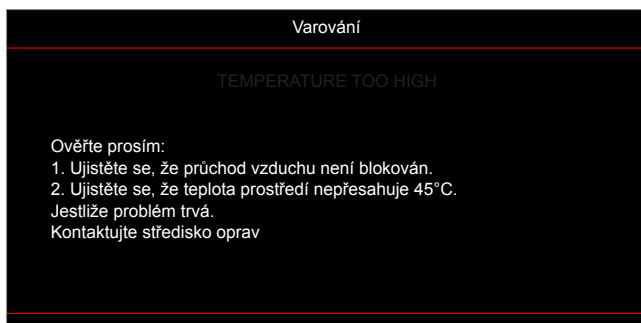 Varování
TEMPERATURE TOO HIGH
Ověřte prosím:
1. Ujistěte se, že průchod vzduchu není blokován.
2. Ujistěte se, že teplota prostředí nepřesahuje 45°C.
Jestliže problém trvá.
Kontaktujte středisko oprav